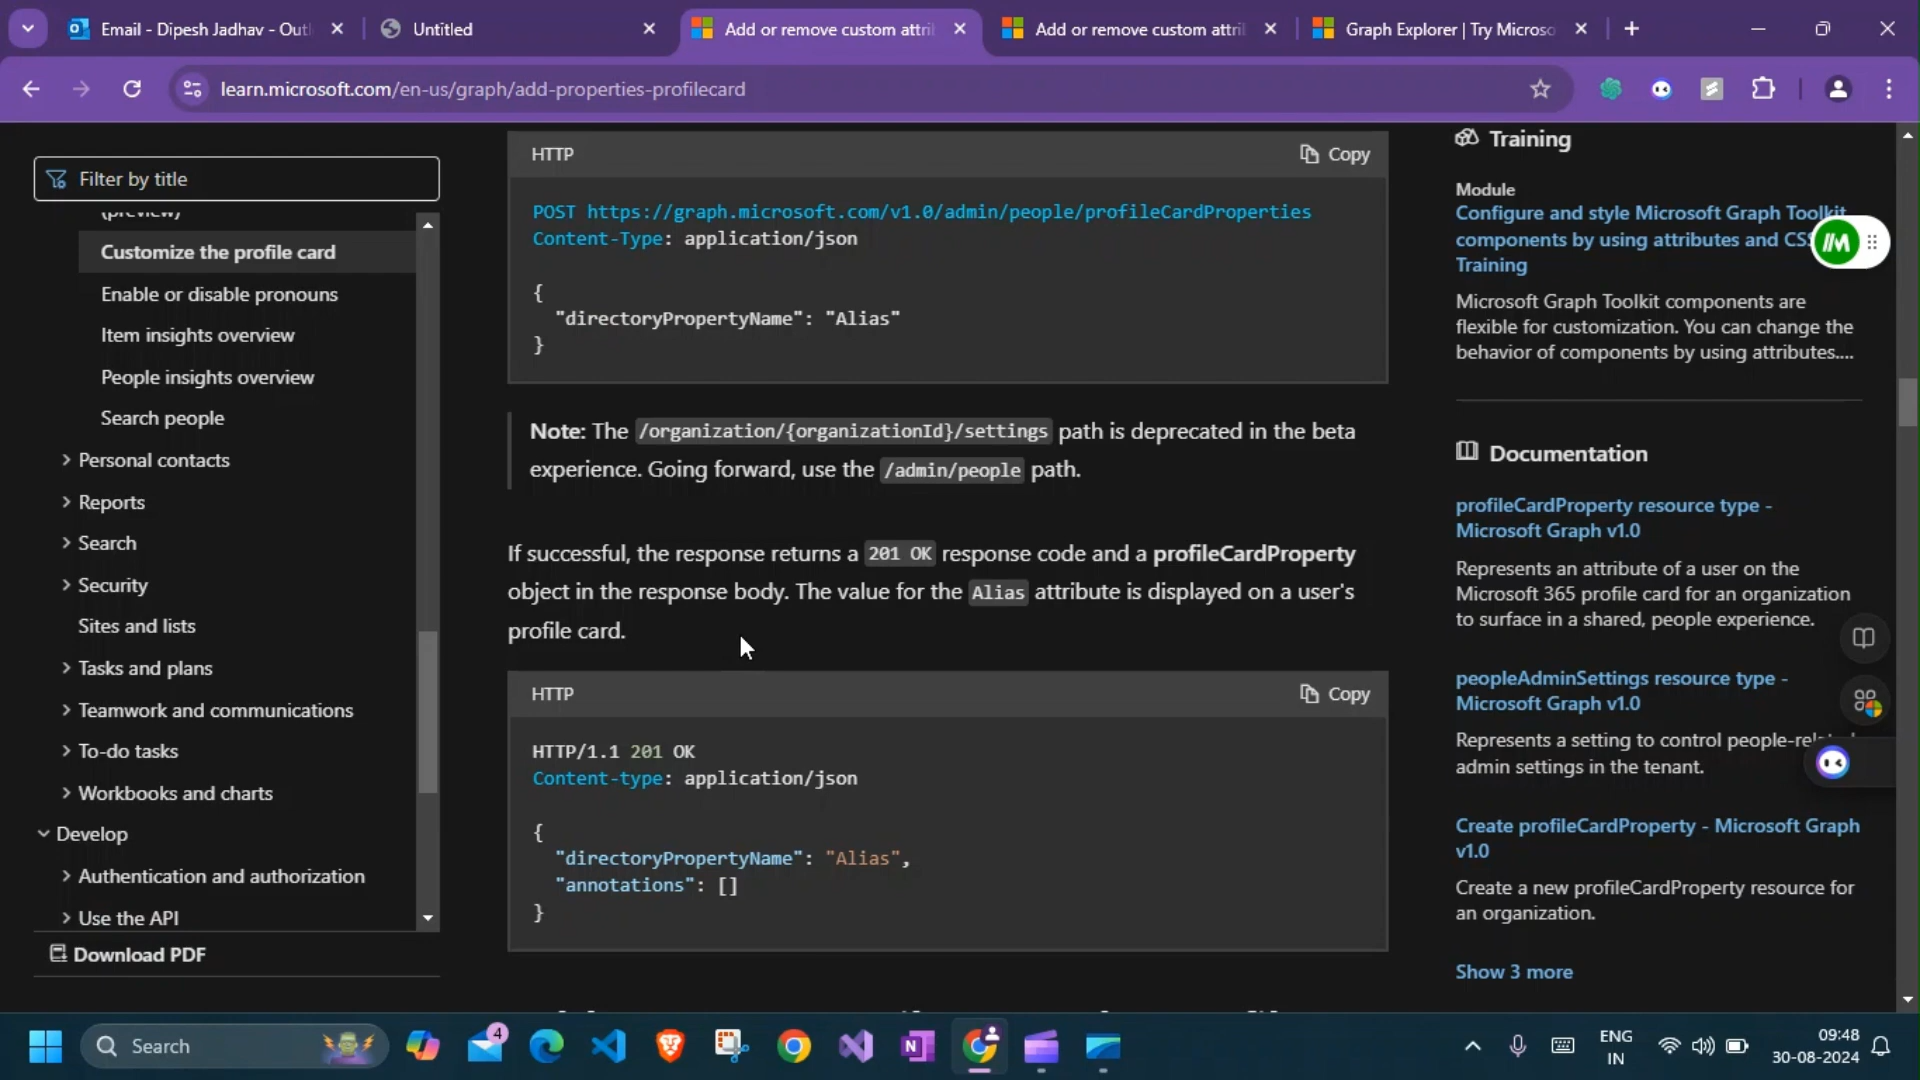 Email - Dipesh Jadhav - Outl
Untitled
Add or remove custom attri
Add or remove custom attri
Graph Explorer | Try Microso
learn.microsoft.com/en-us/graph/add-properties-profilecard
Filter by title
(preview)
Customize the profile card
Enable or disable pronouns
Item insights overview
People insights overview
Search people
Personal contacts
Reports
Search
Security
Sites and lists
Tasks and plans
Teamwork and communications
To-do tasks
Workbooks and charts
Develop
Authentication and authorization
Use the API
Download PDF
HTTP
Copy
POST https://graph.microsoft.com/v1.0/admin/people/profileCardProperties
Content-Type: application/json
{
"directoryPropertyName": "Alias"
}
Note: The /organization/{organizationId}/settings path is deprecated in the beta
experience. Going forward, use the /admin/people path.
If successful, the response returns a 201 OK response code and a profileCardProperty
object in the response body. The value for the Alias attribute is displayed on a user's
profile card.
HTTP
Copy
HTTP/1.1 201 OK
Content-type: application/json
{
"directoryPropertyName": "Alias",
"annotations": []
}
Training
Module
Configure and style Microsoft Graph Toolkit
components by using attributes and CSS
Training
Microsoft Graph Toolkit components are
flexible for customization. You can change the
behavior of components by using attributes....
Documentation
profileCardProperty resource type -
Microsoft Graph v1.0
Represents an attribute of a user on the
Microsoft 365 profile card for an organization
to surface in a shared, people experience.
peopleAdminSettings resource type -
Microsoft Graph v1.0
Represents a setting to control people-related
admin settings in the tenant.
Create profileCardProperty - Microsoft Graph
v1.0
Create a new profileCardProperty resource for
an organization.
Show 3 more
Search
4
ENG
IN
09:48
30-08-2024